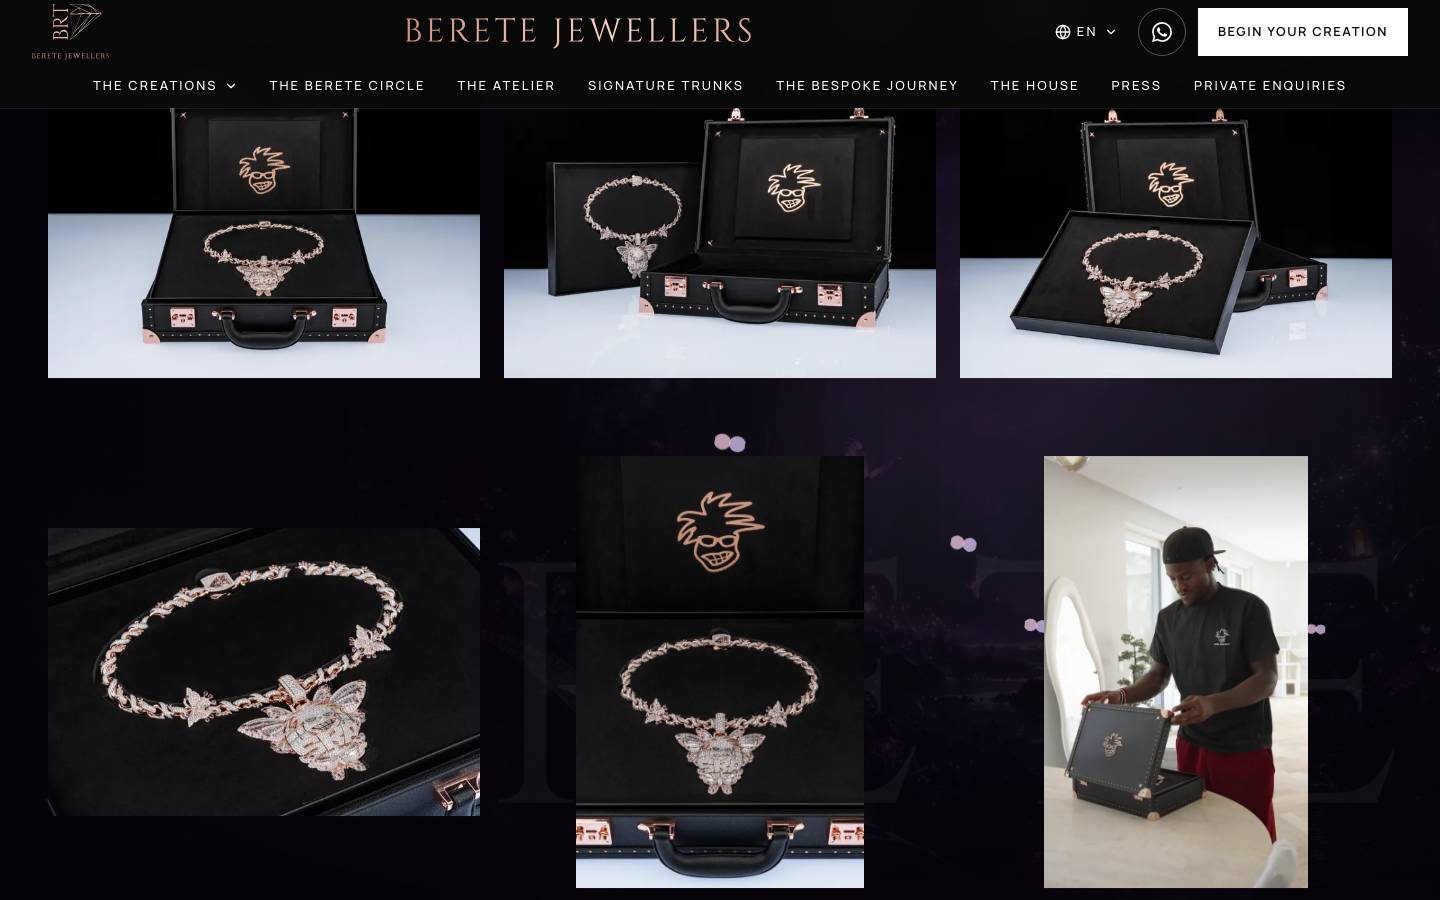 BRT
BERETE JEWELLERS
BERETE JEWELLERS
EN
BEGIN YOUR CREATION
THE CREATIONS
THE BERETE CIRCLE
THE ATELIER
SIGNATURE TRUNKS
THE BESPOKE JOURNEY
THE HOUSE
PRESS
PRIVATE ENQUIRIES